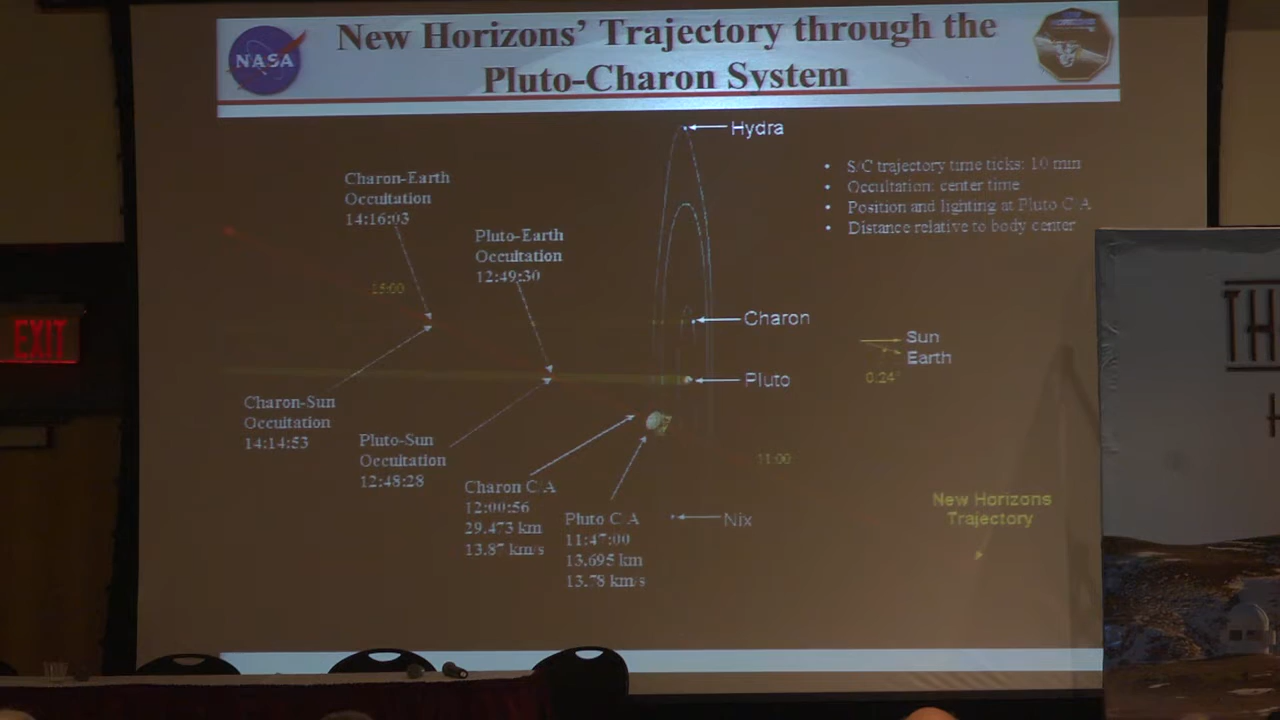 NASA
New Horizons' Trajectory through the
Pluto-Charon System
Hydra
Charon-Earth
Occultation
14:16:03
Pluto-Earth
Occultation
12:49:30
• S/C trajectory time ticks: 10 min
• Occultation: center time
• Position and lighting at Pluto C/A
• Distance relative to body center
15:00
Charon
Sun
Earth
0.24°
Pluto
EXIT
Charon-Sun
Occultation
14:14:53
Pluto-Sun
Occultation
12:48:28
11:00
Charon C/A
12:00:56
29,473 km
13.87 km/s
Pluto C/A
11:47:00
13,695 km
13.78 km/s
Nix
New Horizons
Trajectory
TH